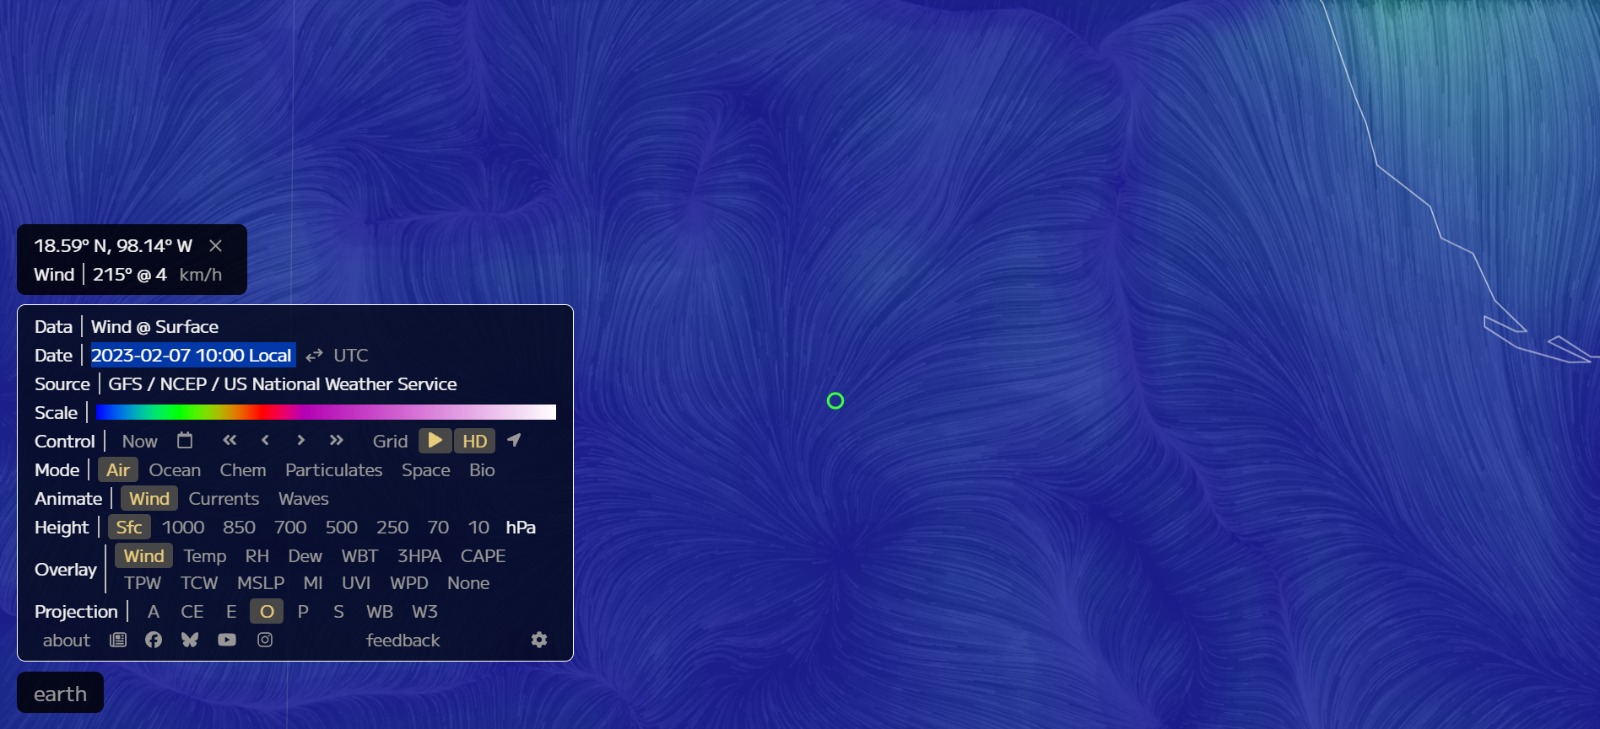 18.59° N, 98.14° W ×
Wind | 215° @ 4 km/h
Data | Wind @ Surface
Date | 2023-02-07 10:00 Local ⇄ UTC
Source | GFS / NCEP / US National Weather Service
Scale |
Control | Now « ‹ › » Grid HD
Mode | Air Ocean Chem Particulates Space Bio
Animate | Wind Currents Waves
Height | Sfc 1000 850 700 500 250 70 10 hPa
Overlay | Wind Temp RH Dew WBT 3HPA CAPE
TPW TCW MSLP MI UVI WPD None
Projection | A CE E O P S WB W3
about feedback
earth